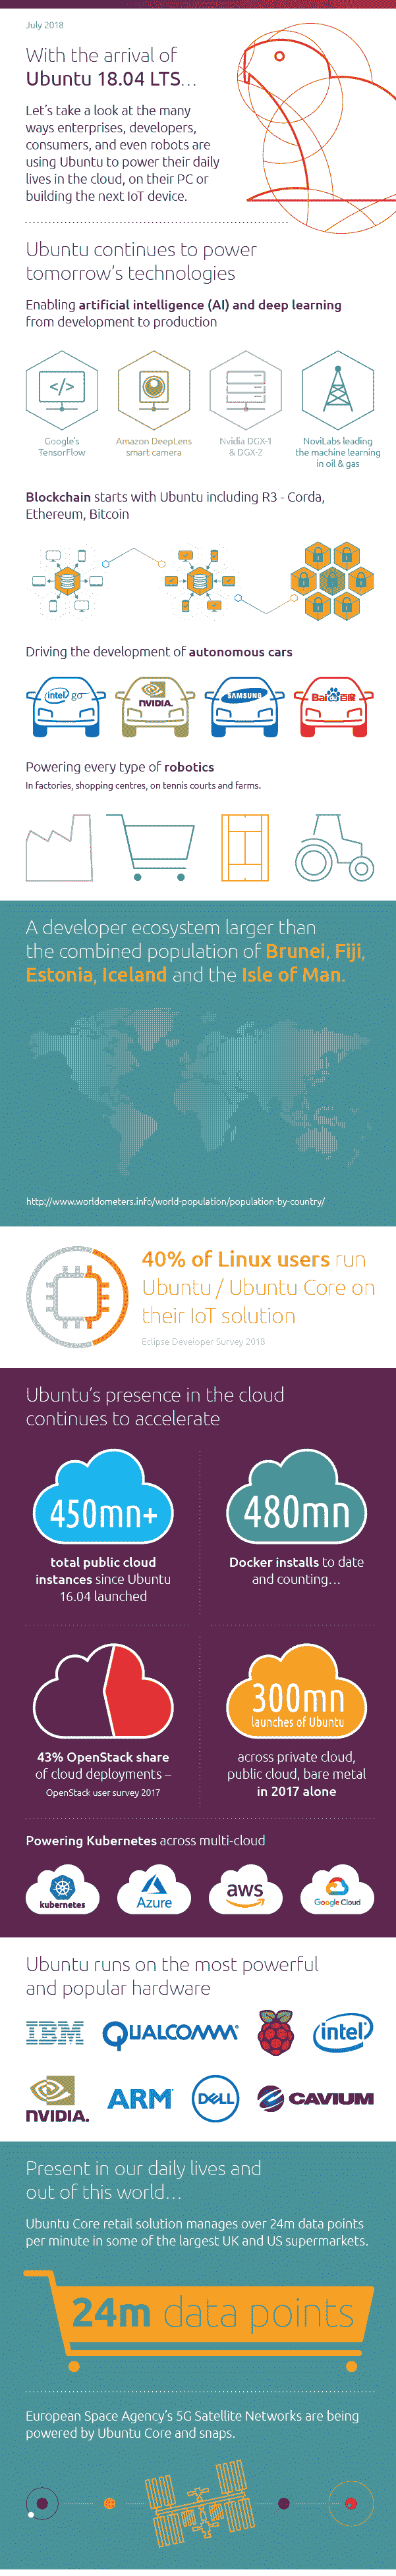 July 2018
With the arrival of
Ubuntu 18.04 LTS...
Let's take a look at the many
ways enterprises, developers,
consumers, and even robots are
using Ubuntu to power their daily
lives in the cloud, on their PC or
building the next IoT device.
Ubuntu continues to power
tomorrow's technologies
Enabling artificial intelligence (AI) and deep learning
from development to production
</>
Google's
TensorFlow
Amazon DeepLens
smart camera
Nvidia DGX-1
& DGX-2
NoviLabs leading
the machine learning
in oil & gas
Blockchain starts with Ubuntu including R3 - Corda,
Ethereum, Bitcoin
Driving the development of autonomous cars
intel go
NVIDIA.
SAMSUNG
Bai du 百度
Powering every type of robotics
In factories, shopping centres, on tennis courts and farms.
A developer ecosystem larger than
the combined population of Brunei, Fiji,
Estonia, Iceland and the Isle of Man.
http://www.worldometers.info/world-population/population-by-country/
40% of Linux users run
Ubuntu / Ubuntu Core on
their IoT solution
Eclipse Developer Survey 2018
Ubuntu's presence in the cloud
continues to accelerate
450mn+
total public cloud
instances since Ubuntu
16.04 launched
480mn
Docker installs to date
and counting...
43% OpenStack share
of cloud deployments –
OpenStack user survey 2017
300mn
launches of Ubuntu
across private cloud,
public cloud, bare metal
in 2017 alone
Powering Kubernetes across multi-cloud
kubernetes
Azure
aws
Google Cloud
Ubuntu runs on the most powerful
and popular hardware
IBM
QUALCOMM
intel
NVIDIA.
ARM
DELL
CAVIUM
Present in our daily lives and
out of this world...
Ubuntu Core retail solution manages over 24m data points
per minute in some of the largest UK and US supermarkets.
24m data points
European Space Agency's 5G Satellite Networks are being
powered by Ubuntu Core and snaps.